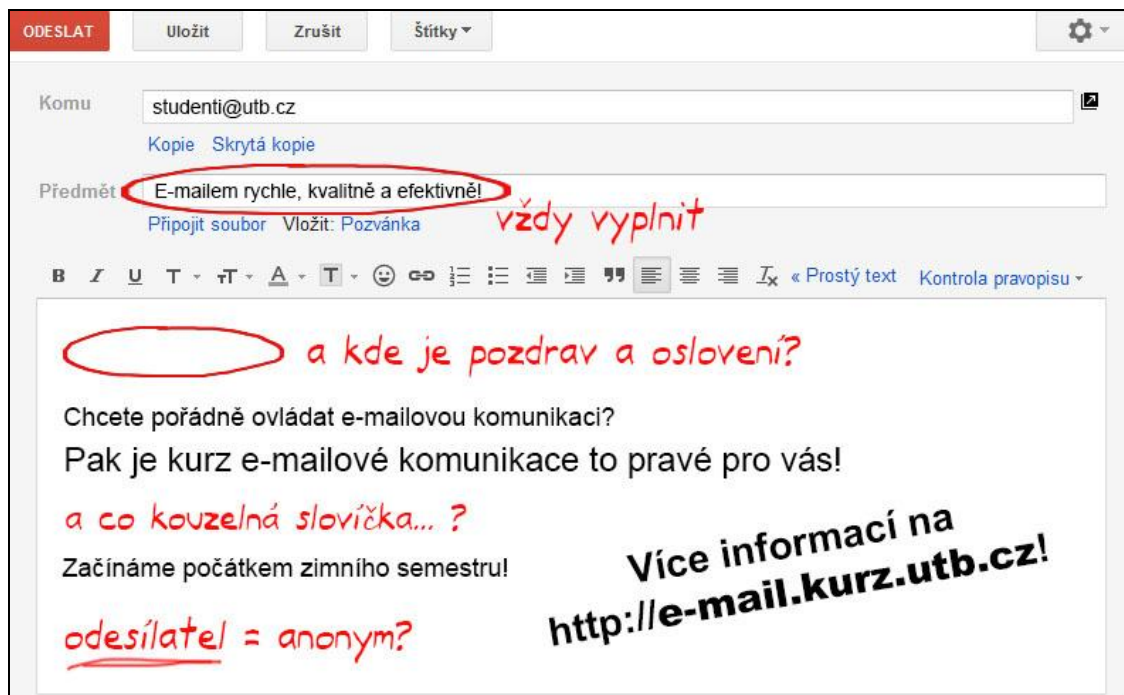 ODESLAT Uložit Zrušit Štítky
Komu studenti@utb.cz
Kopie Skrytá kopie
Předmět E-mailem rychle, kvalitně a efektivně!
Připojit soubor Vložit: Pozvánka
vždy vyplnit
B I U T TT A T « Prostý text Kontrola pravopisu
a kde je pozdrav a oslovení?
Chcete pořádně ovládat e-mailovou komunikaci?
Pak je kurz e-mailové komunikace to pravé pro vás!
a co kouzelná slovíčka... ?
Začínáme počátkem zimního semestru!
Více informací na
http://e-mail.kurz.utb.cz!
odesílatel = anonym?